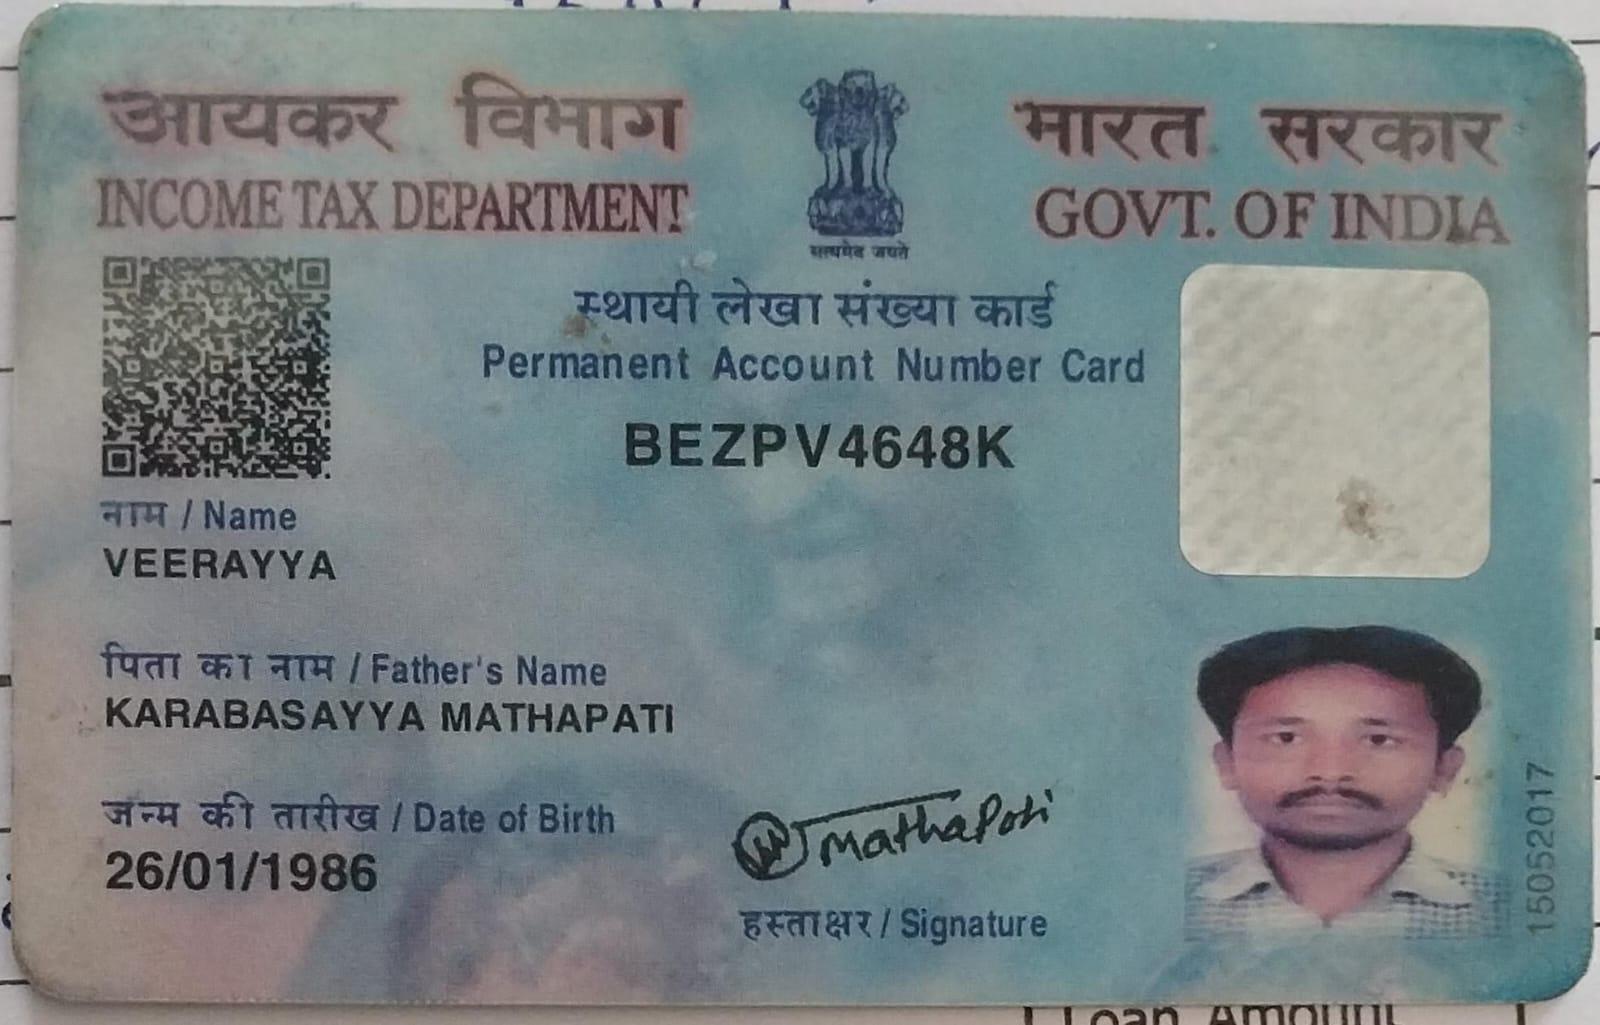 आयकर विभाग
INCOME TAX DEPARTMENT
सत्यमेव जयते
भारत सरकार
GOVT. OF INDIA
स्थायी लेखा संख्या कार्ड
Permanent Account Number Card
BEZPV4648K
नाम / Name
VEERAYYA
पिता का नाम / Father's Name
KARABASAYYA MATHAPATI
जन्म की तारीख / Date of Birth
26/01/1986
mathapati
हस्ताक्षर / Signature
15052017
Loan Amount